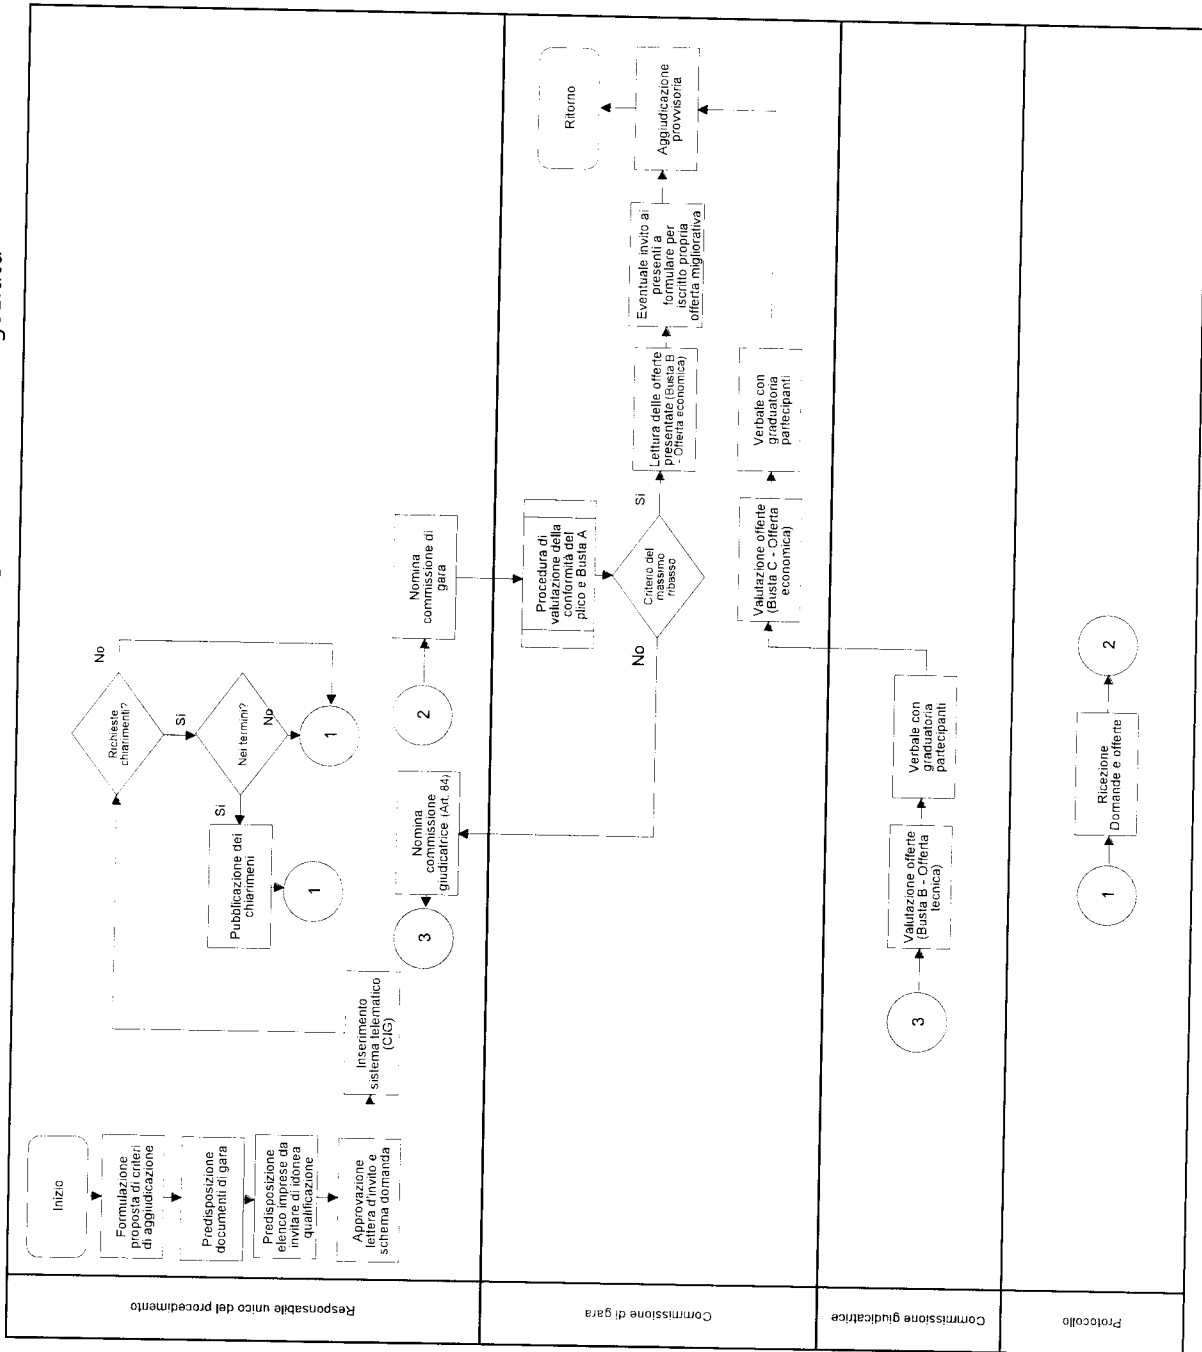 Responsabile unico del procedimento
Inizio
Formulazione
proposta di criteri
di aggiudicazione
Predisposizione
documenti di gara
Predisposizione
elenco imprese da
invitare di idonea
qualificazione
Approvazione
lettera d'invito e
schema domanda
Inserimento
sistema telematico
(CIG)
Richieste
chiarimenti?
No
Si
Nei termini?
No
Si
1
Pubblicazione dei
chiarimeni
1
2
Nomina
commissione di
gara
Nomina
commissione
giudicatrice (Art. 84)
3
Commissione di gara
Procedura di
valutazione della
conformità del
plico e Busta A
Criterio del
massimo
ribasso
Si
No
Lettura delle offerte
presentate (Busta B
- Offerta economica)
Eventuale invito ai
presenti a
formulare per
iscritto propria
offerta migliorativa
Aggiudicazione
provvisoria
Ritorno
Valutazione offerte
(Busta C - Offerta
economica)
Verbale con
graduatoria
partecipanti
Commissione giudicatrice
3
Valutazione offerte
(Busta B - Offerta
tecnica)
Verbale con
graduatoria
partecipanti
Protocollo
1
Ricezione
Domande e offerte
2